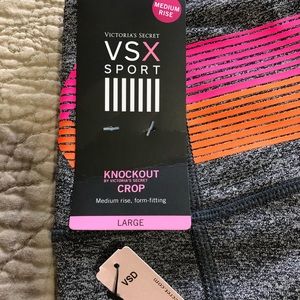 MEDIUM
RISE
VICTORIA'S SECRET
VSX
SPORT
KNOCKOUT
BY VICTORIA'S SECRET
CROP
Medium rise, form-fitting
LARGE
VSD